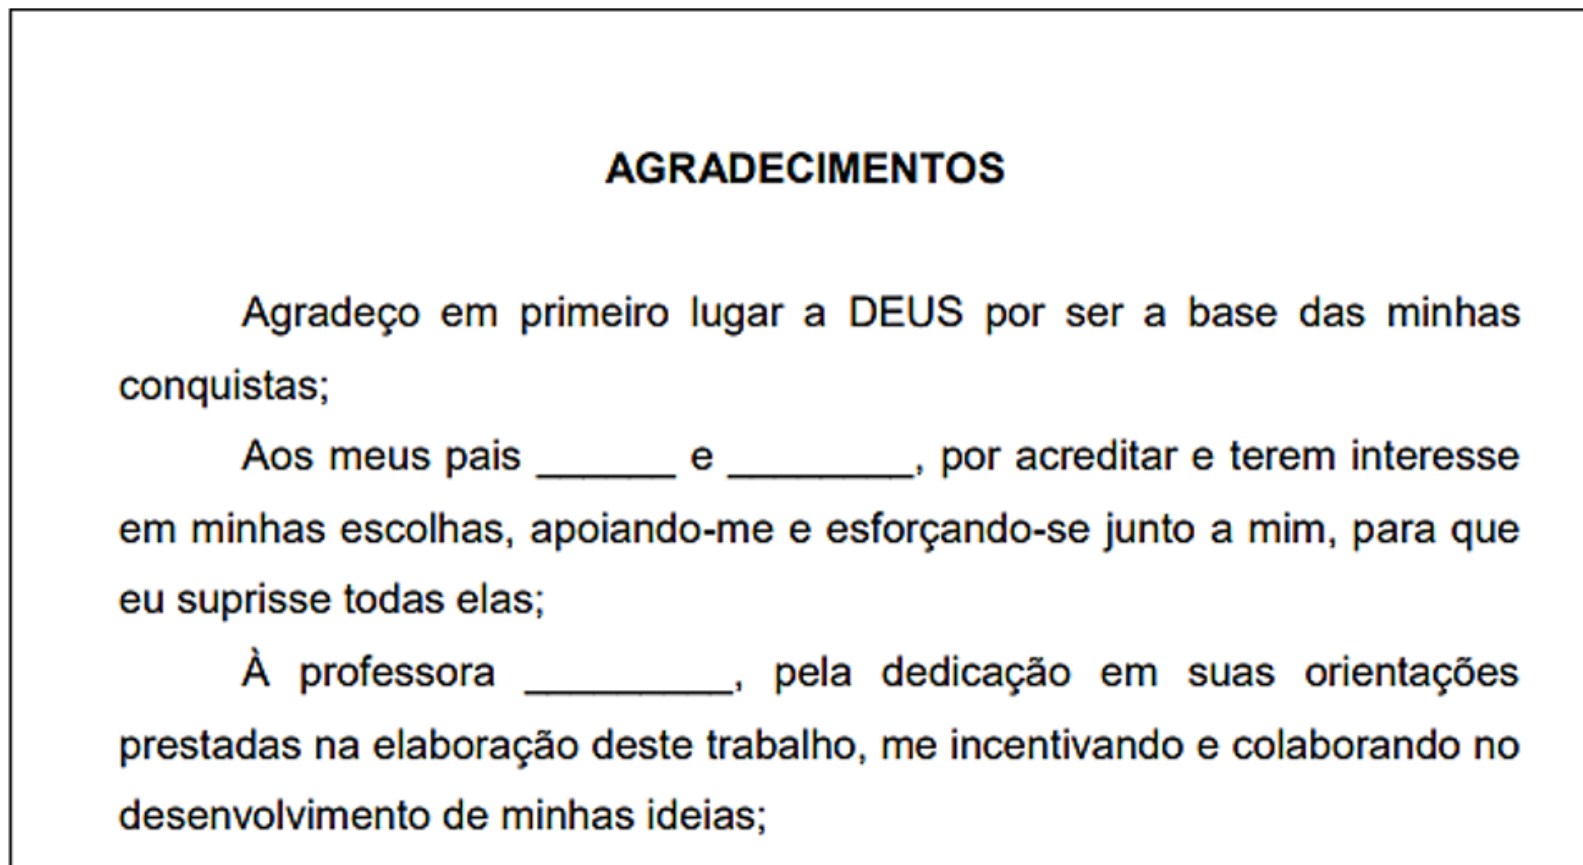 AGRADECIMENTOS
Agradeço em primeiro lugar a DEUS por ser a base das minhas
conquistas;
Aos meus pais ______ e ________, por acreditar e terem interesse
em minhas escolhas, apoiando-me e esforçando-se junto a mim, para que
eu suprisse todas elas;
À professora _________, pela dedicação em suas orientações
prestadas na elaboração deste trabalho, me incentivando e colaborando no
desenvolvimento de minhas ideias;